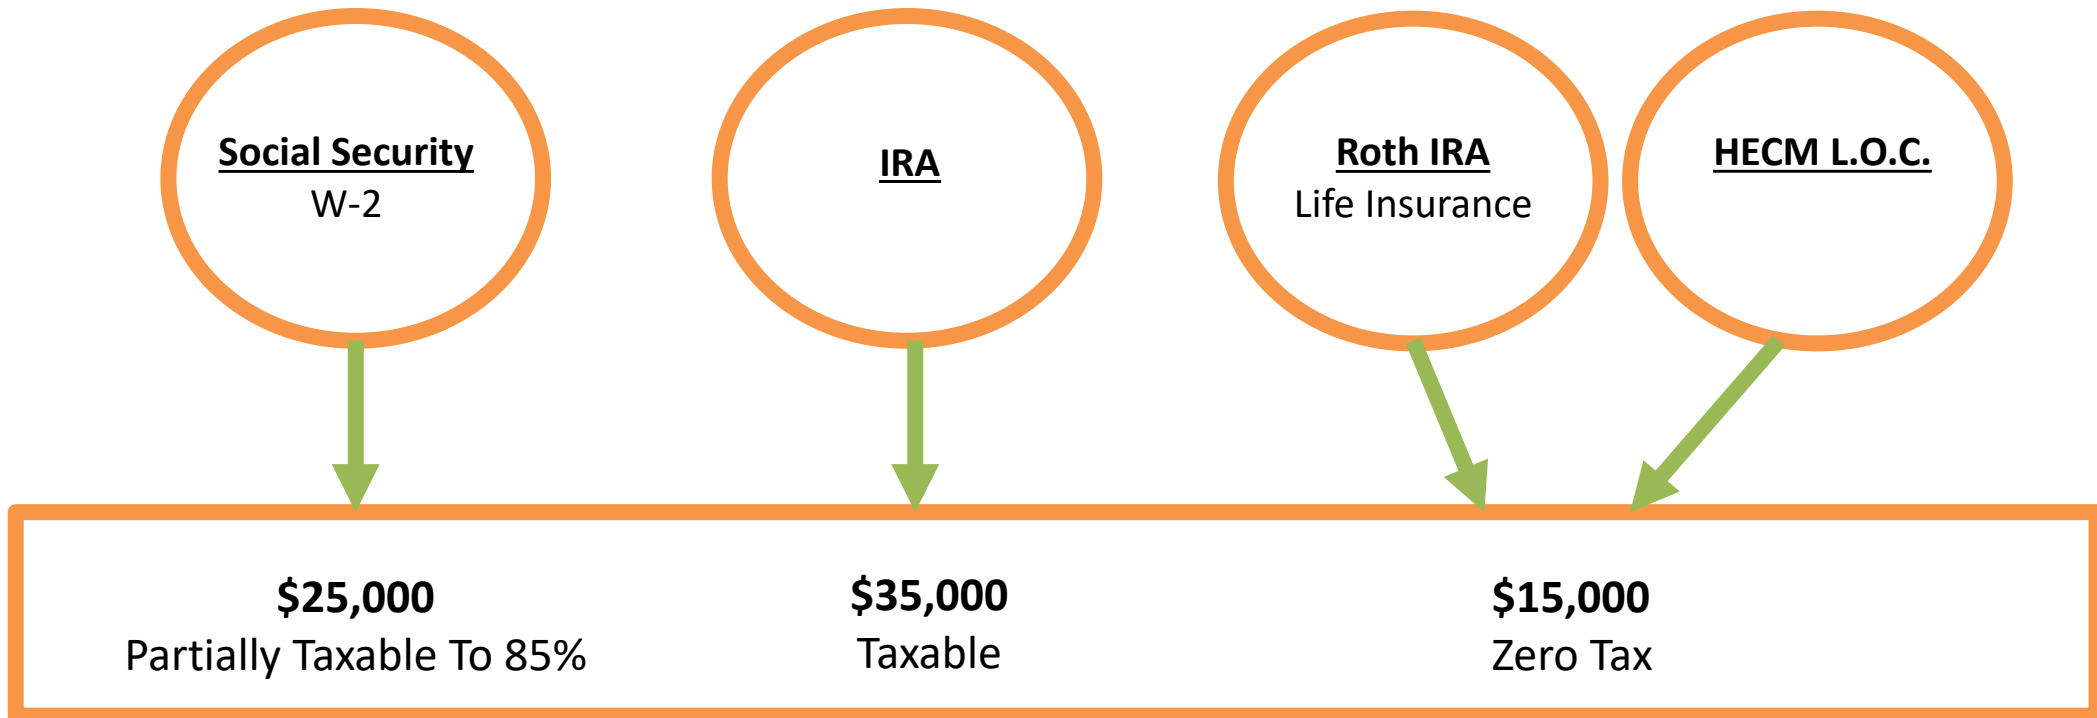 Social Security
W-2
IRA
Roth IRA
Life Insurance
HECM L.O.C.
$25,000
Partially Taxable To 85%
$35,000
Taxable
$15,000
Zero Tax